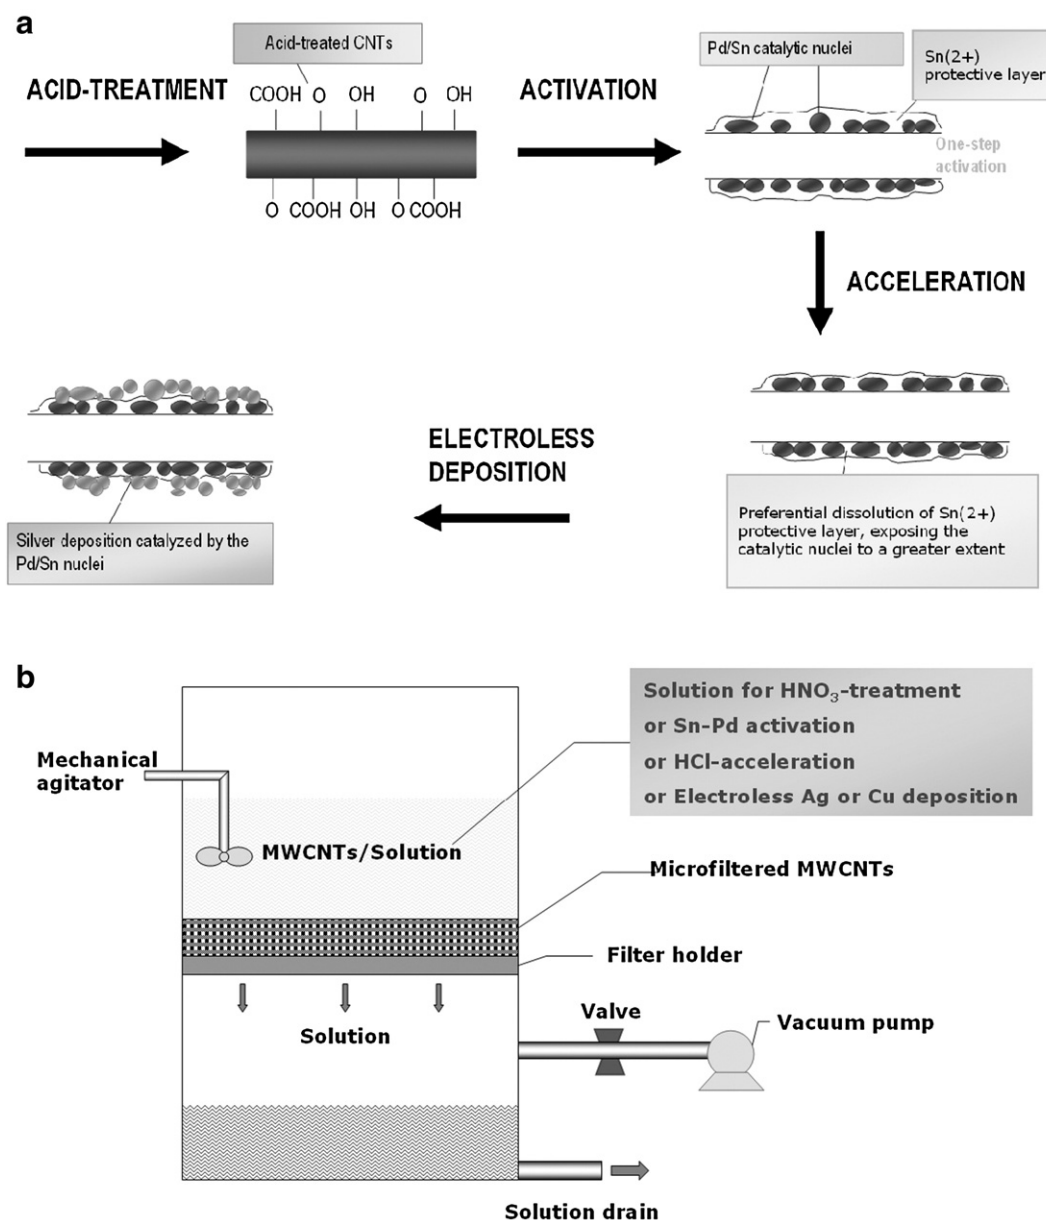 a
Acid-treated CNTs
ACID-TREATMENT
COOH O OH O OH
O COOH OH O COOH
ACTIVATION
Pd/Sn catalytic nuclei
Sn(2+)
protective layer
One-step
activation
ACCELERATION
Preferential dissolution of Sn(2+)
protective layer, exposing the
catalytic nuclei to a greater extent
ELECTROLESS
DEPOSITION
Silver deposition catalyzed by the
Pd/Sn nuclei
b
Solution for HNO₃-treatment
or Sn-Pd activation
or HCl-acceleration
or Electroless Ag or Cu deposition
Mechanical
agitator
MWCNTs/Solution
Microfiltered MWCNTs
Filter holder
Solution
Valve
Vacuum pump
Solution drain